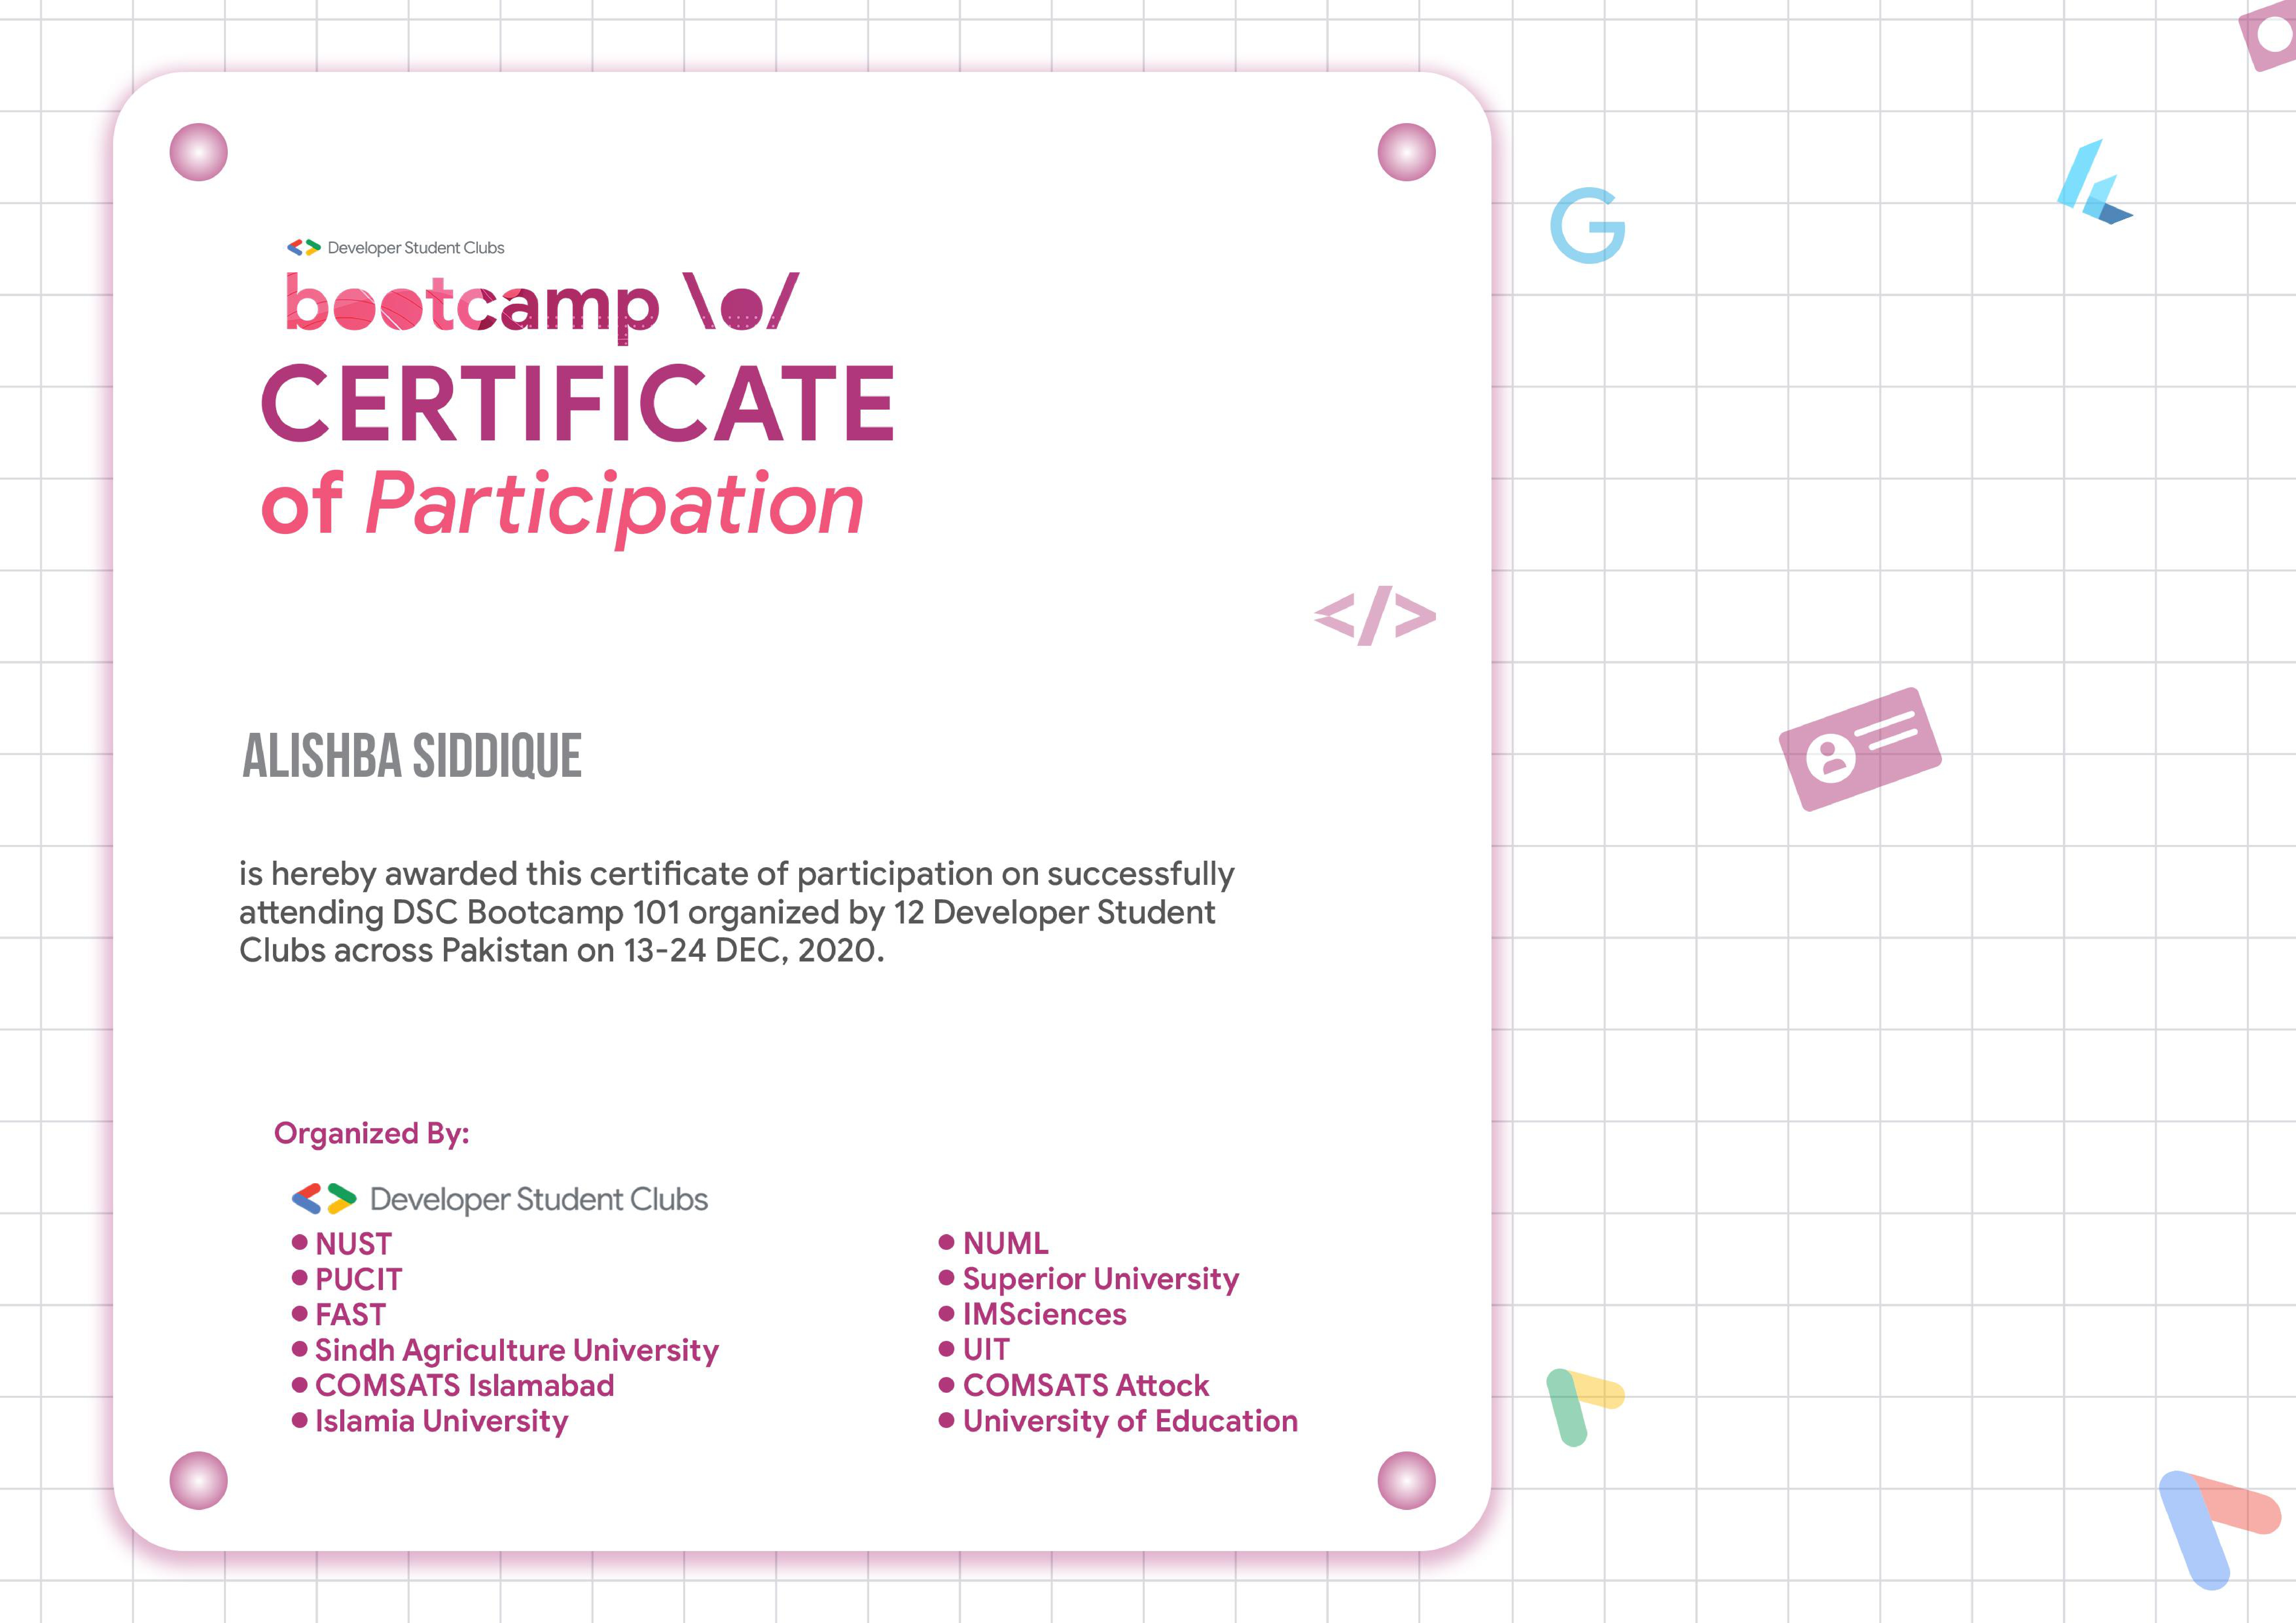 Developer Student Clubs
bootcamp \o/
CERTIFICATE
of Participation
</>
ALISHBA SIDDIQUE
is hereby awarded this certificate of participation on successfully
attending DSC Bootcamp 101 organized by 12 Developer Student
Clubs across Pakistan on 13-24 DEC, 2020.
Organized By:
Developer Student Clubs
NUST
PUCIT
FAST
Sindh Agriculture University
COMSATS Islamabad
Islamia University
NUML
Superior University
IMSciences
UIT
COMSATS Attock
University of Education
G